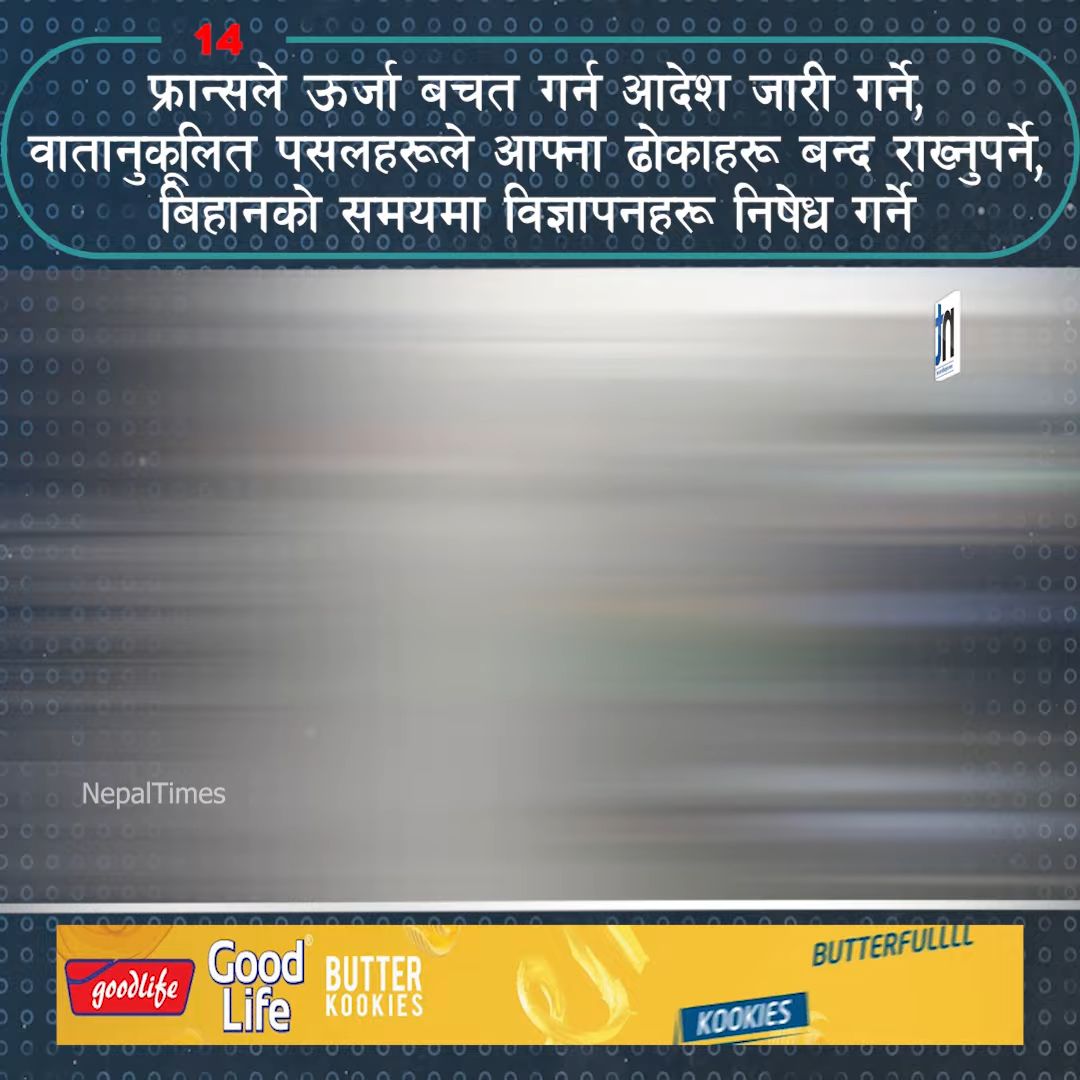 14
फ्रान्सले ऊर्जा बचत गर्न आदेश जारी गर्ने,
वातानुकूलित पसलहरूले आफ्ना ढोकाहरू बन्द राख्नुपर्ने,
बिहानको समयमा विज्ञापनहरू निषेध गर्ने
NepalTimes
goodlife
Good Life
BUTTER
KOOKIES
KOOKIES
BUTTERFULLLL